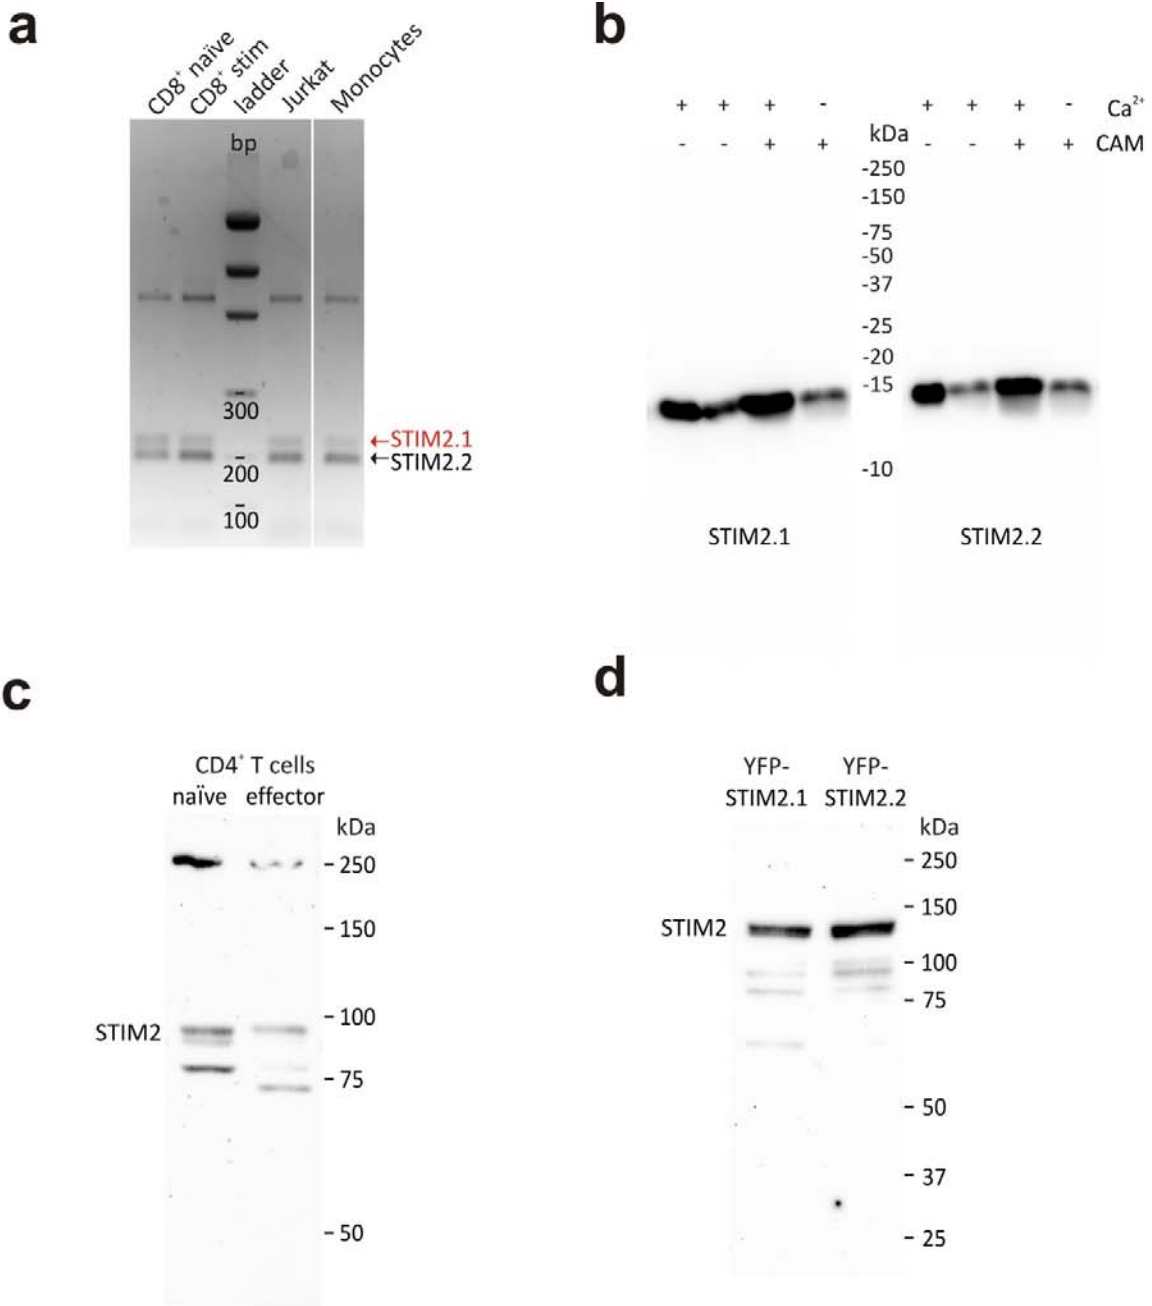 a
CD8⁺ naïve
CD8⁺ stim
ladder
Jurkat
Monocytes
bp
300
200
100
←STIM2.1
←STIM2.2
b
+ + + - + + + - Ca²⁺
- - + + - - + + CAM
kDa
-250
-150
-75
-50
-37
-25
-20
-15
-10
STIM2.1
STIM2.2
c
CD4⁺ T cells
naïve effector
kDa
- 250
- 150
- 100
STIM2
- 75
- 50
d
YFP- YFP-
STIM2.1 STIM2.2
kDa
- 250
- 150
STIM2
- 100
- 75
- 50
- 37
- 25